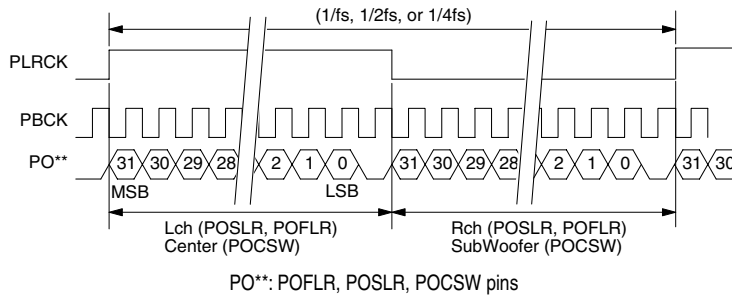 (1/fs, 1/2fs, or 1/4fs)
PLRCK
PBCK
PO** 31 30 29 28 2 1 0 31 30 29 28 2 1 0 31 30
MSB LSB
Lch (POSLR, POFLR) Rch (POSLR, POFLR)
Center (POCSW) SubWoofer (POCSW)
PO**: POFLR, POSLR, POCSW pins